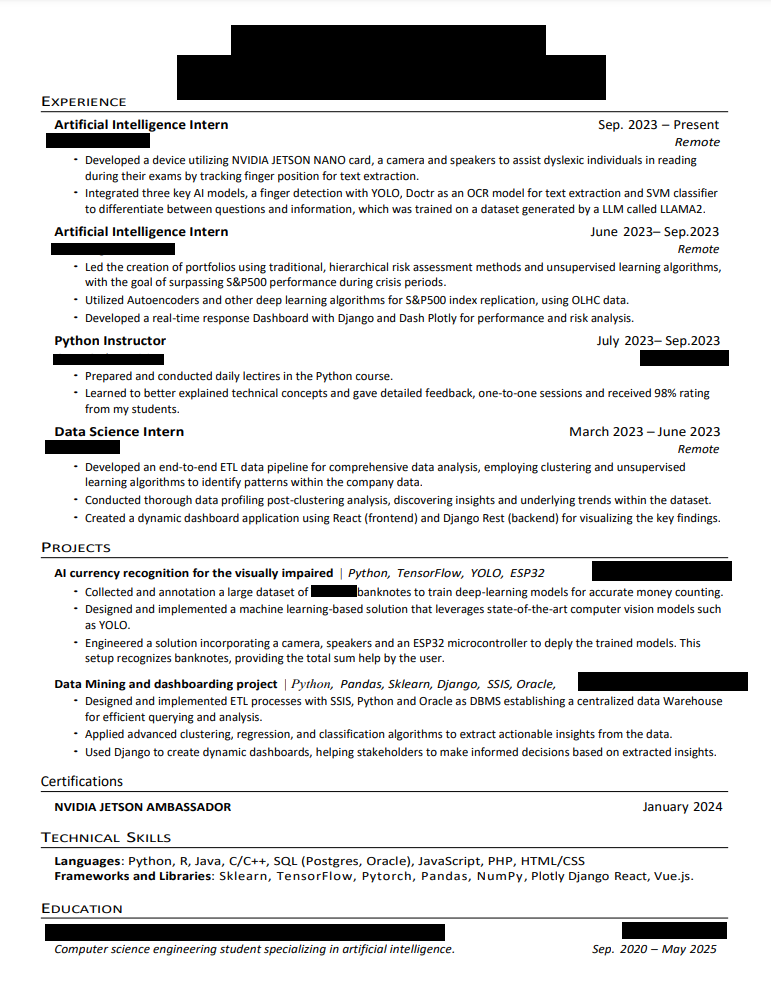 EXPERIENCE
Artificial Intelligence Intern Sep. 2023 – Present
Remote
- Developed a device utilizing NVIDIA JETSON NANO card, a camera and speakers to assist dyslexic individuals in reading
during their exams by tracking finger position for text extraction.
- Integrated three key AI models, a finger detection with YOLO, Doctr as an OCR model for text extraction and SVM classifier
to differentiate between questions and information, which was trained on a dataset generated by a LLM called LLAMA2.
Artificial Intelligence Intern June 2023– Sep.2023
Remote
- Led the creation of portfolios using traditional, hierarchical risk assessment methods and unsupervised learning algorithms,
with the goal of surpassing S&P500 performance during crisis periods.
- Utilized Autoencoders and other deep learning algorithms for S&P500 index replication, using OLHC data.
- Developed a real-time response Dashboard with Django and Dash Plotly for performance and risk analysis.
Python Instructor July 2023– Sep.2023
- Prepared and conducted daily lectires in the Python course.
- Learned to better explained technical concepts and gave detailed feedback, one-to-one sessions and received 98% rating
from my students.
Data Science Intern March 2023 – June 2023
Remote
- Developed an end-to-end ETL data pipeline for comprehensive data analysis, employing clustering and unsupervised
learning algorithms to identify patterns within the company data.
- Conducted thorough data profiling post-clustering analysis, discovering insights and underlying trends within the dataset.
- Created a dynamic dashboard application using React (frontend) and Django Rest (backend) for visualizing the key findings.
PROJECTS
AI currency recognition for the visually impaired | Python, TensorFlow, YOLO, ESP32
- Collected and annotation a large dataset of banknotes to train deep-learning models for accurate money counting.
- Designed and implemented a machine learning-based solution that leverages state-of-the-art computer vision models such
as YOLO.
- Engineered a solution incorporating a camera, speakers and an ESP32 microcontroller to deply the trained models. This
setup recognizes banknotes, providing the total sum help by the user.
Data Mining and dashboarding project | Python, Pandas, Sklearn, Django, SSIS, Oracle,
- Designed and implemented ETL processes with SSIS, Python and Oracle as DBMS establishing a centralized data Warehouse
for efficient querying and analysis.
- Applied advanced clustering, regression, and classification algorithms to extract actionable insights from the data.
- Used Django to create dynamic dashboards, helping stakeholders to make informed decisions based on extracted insights.
Certifications
NVIDIA JETSON AMBASSADOR January 2024
TECHNICAL SKILLS
Languages: Python, R, Java, C/C++, SQL (Postgres, Oracle), JavaScript, PHP, HTML/CSS
Frameworks and Libraries: Sklearn, TensorFlow, Pytorch, Pandas, NumPy, Plotly Django React, Vue.js.
EDUCATION
Computer science engineering student specializing in artificial intelligence. Sep. 2020 – May 2025